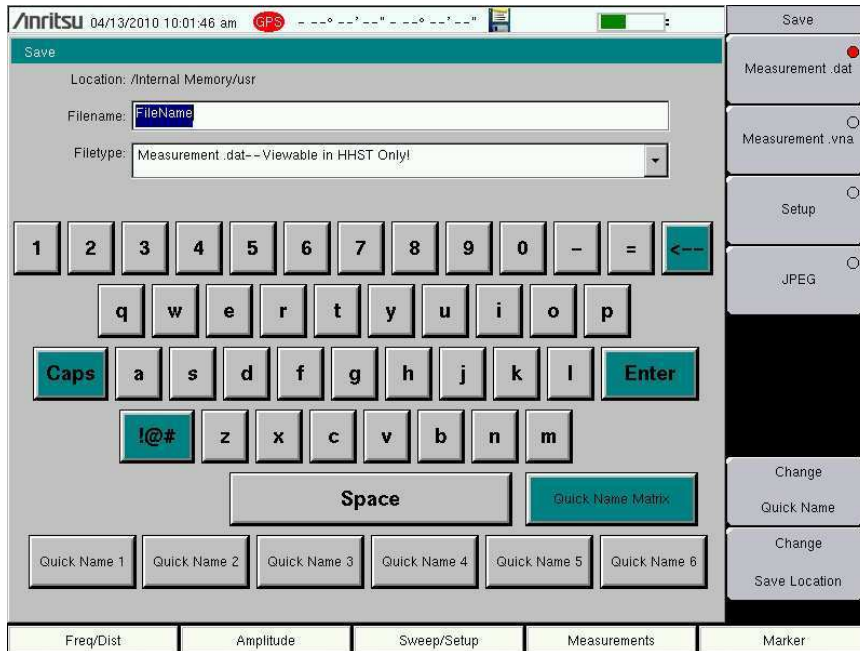 /Inritsu 04/13/2010 10:01:46 am GPS - --° --'--" - --° --'--"
Save
Save
Location: /Internal Memory/usr
Filename: FileName
Filetype: Measurement .dat--Viewable in HHST Only!
1 2 3 4 5 6 7 8 9 0 - = <--
q w e r t y u i o p
Caps a s d f g h j k l Enter
!@# z x c v b n m
Space Quick Name Matrix
Quick Name 1 Quick Name 2 Quick Name 3 Quick Name 4 Quick Name 5 Quick Name 6
Measurement .dat
Measurement .vna
Setup
JPEG
Change
Quick Name
Change
Save Location
Freq/Dist Amplitude Sweep/Setup Measurements Marker